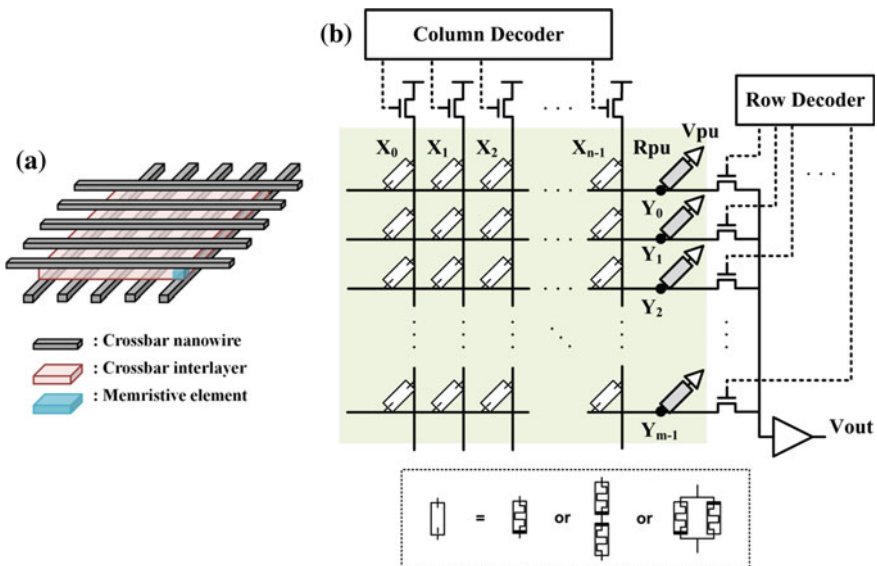 (a)
: Crossbar nanowire
: Crossbar interlayer
: Memristive element
(b)
Column Decoder
Row Decoder
X0 X1 X2 . . . Xn-1 Rpu Vpu
Y0
Y1
Y2
Ym-1
Vout
= or or